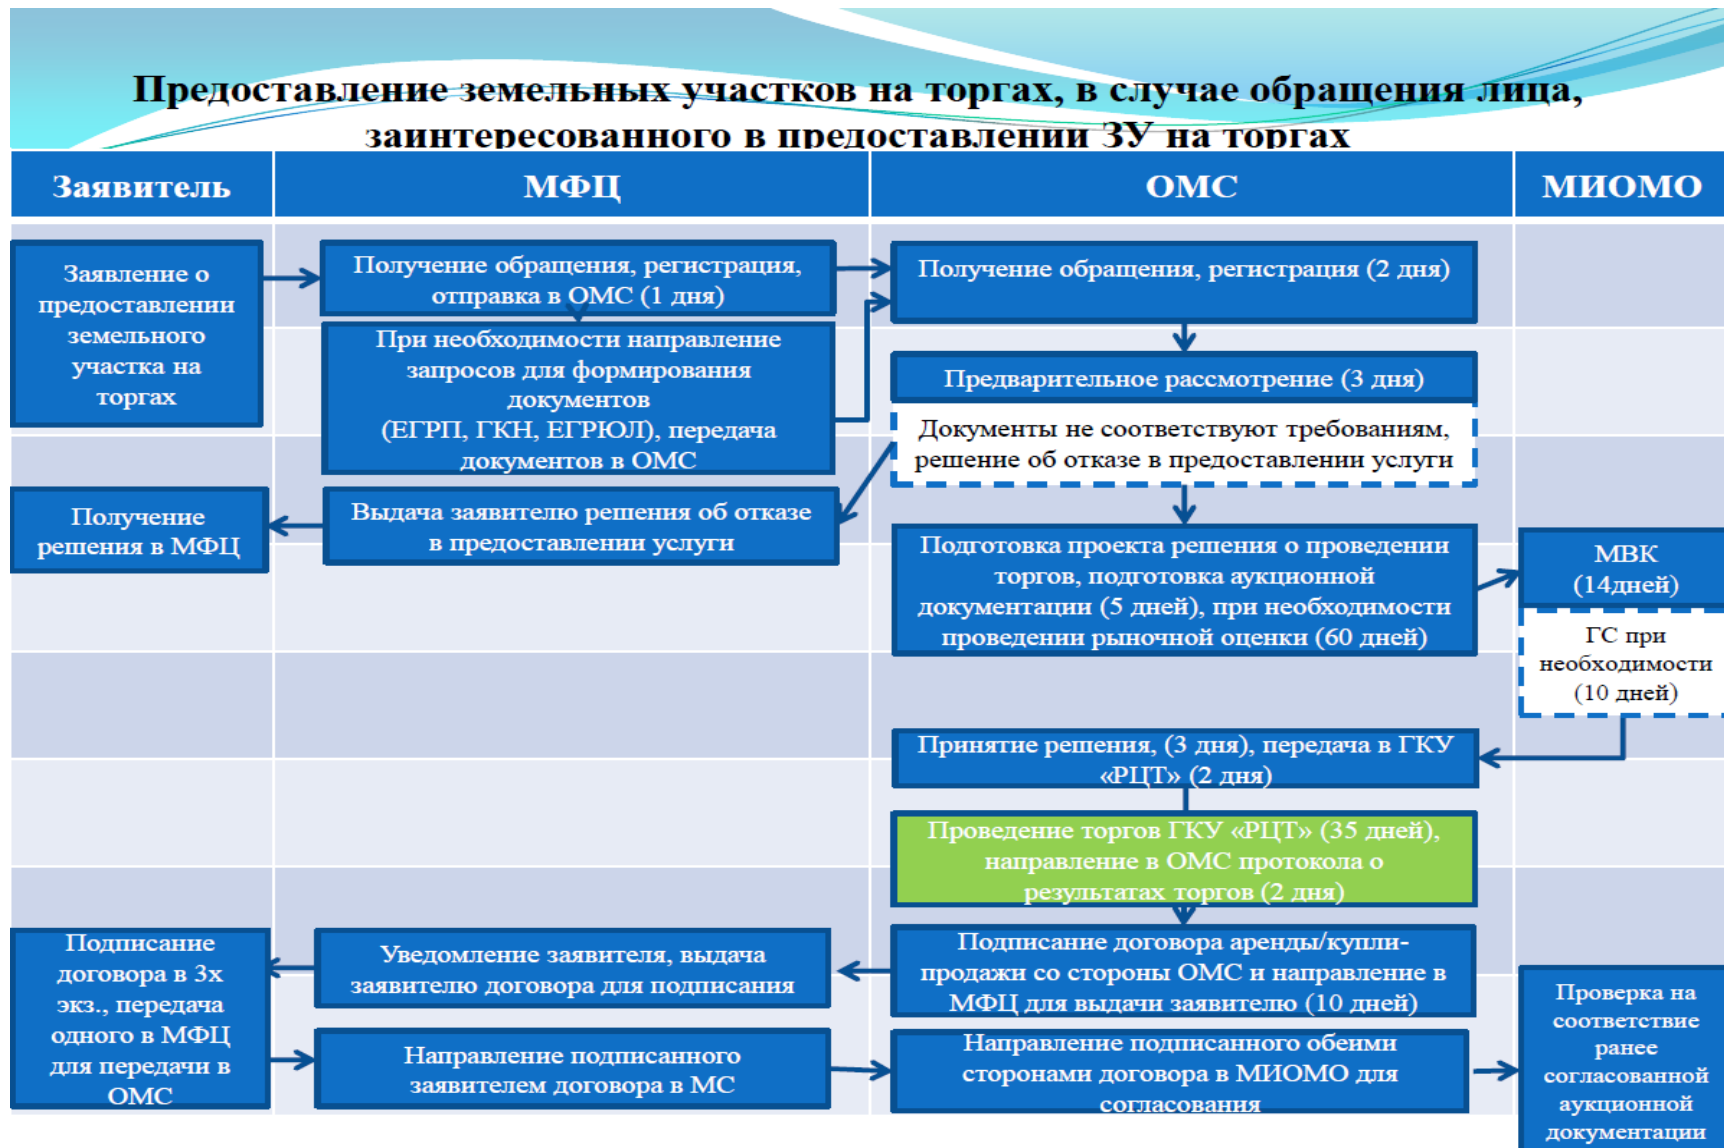 Предоставление земельных участков на торгах, в случае обращения лица,
заинтересованного в предоставлении ЗУ на торгах
Заявитель
МФЦ
ОМС
МИОМО
Заявление о
предоставлении
земельного
участка на
торгах
Получение обращения, регистрация,
отправка в ОМС (1 дня)
Получение обращения, регистрация (2 дня)
При необходимости направление
запросов для формирования
документов
(ЕГРП, ГКН, ЕГРЮЛ), передача
документов в ОМС
Предварительное рассмотрение (3 дня)
Документы не соответствуют требованиям,
решение об отказе в предоставлении услуги
Получение
решения в МФЦ
Выдача заявителю решения об отказе
в предоставлении услуги
Подготовка проекта решения о проведении
торгов, подготовка аукционной
документации (5 дней), при необходимости
проведении рыночной оценки (60 дней)
МВК
(14дней)
ГС при
необходимости
(10 дней)
Принятие решения, (3 дня), передача в ГКУ
«РЦТ» (2 дня)
Проведение торгов ГКУ «РЦТ» (35 дней),
направление в ОМС протокола о
результатах торгов (2 дня)
Подписание
договора в 3х
экз., передача
одного в МФЦ
для передачи в
ОМС
Уведомление заявителя, выдача
заявителю договора для подписания
Подписание договора аренды/купли-
продажи со стороны ОМС и направление в
МФЦ для выдачи заявителю (10 дней)
Направление подписанного
заявителем договора в МС
Направление подписанного обеими
сторонами договора в МИОМО для
согласования
Проверка на
соответствие
ранее
согласованной
аукционной
документации